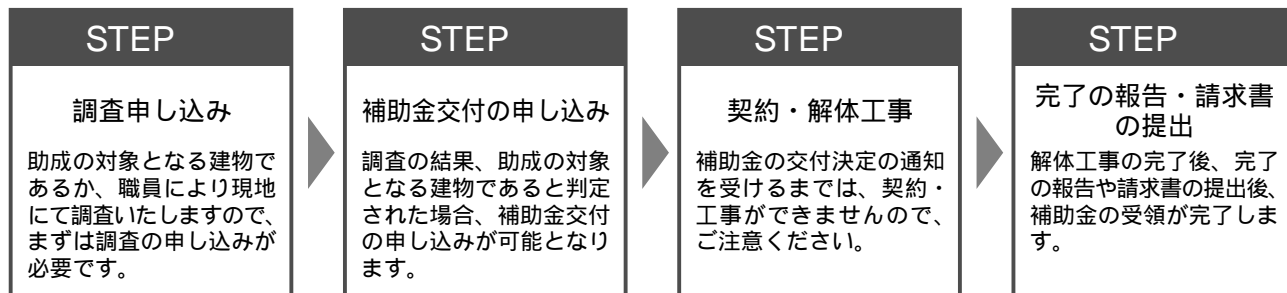 STEP
調査申し込み
助成の対象となる建物で
あるか、職員により現地
にて調査いたしますので、
まずは調査の申し込みが
必要です。
STEP
補助金交付の申し込み
調査の結果、助成の対象
となる建物であると判定
された場合、補助金交付
の申し込みが可能となり
ます。
STEP
契約・解体工事
補助金の交付決定の通知
を受けるまでは、契約・
工事ができませんので、
ご注意ください。
STEP
完了の報告・請求書
の提出
解体工事の完了後、完了
の報告や請求書の提出後、
補助金の受領が完了しま
す。